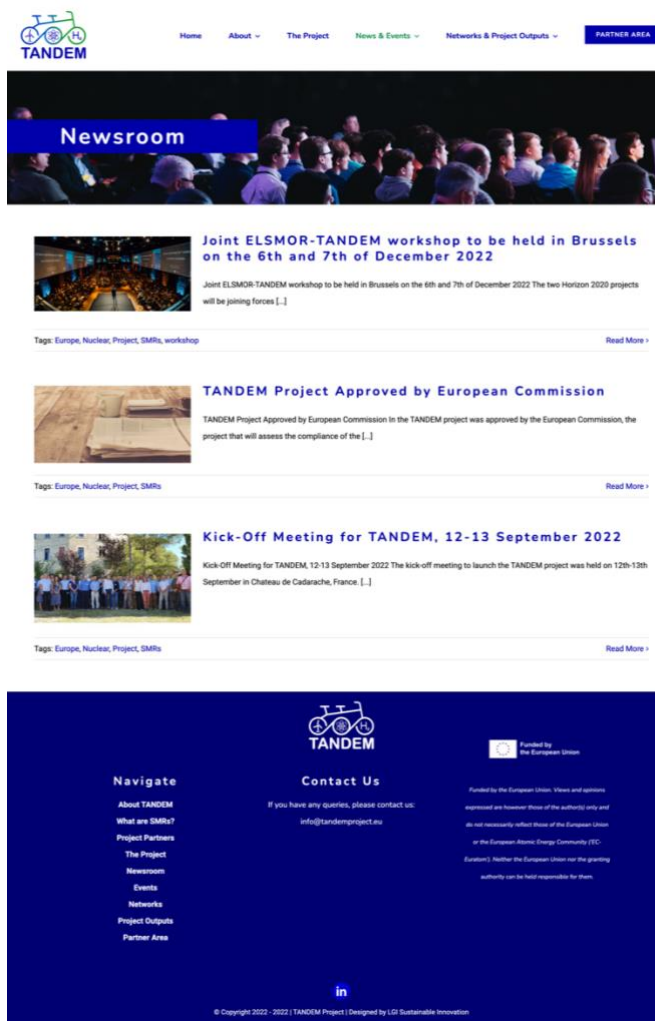 TANDEM
Home
About
The Project
News & Events
Networks & Project Outputs
PARTNER AREA
Newsroom
Joint ELSMOR-TANDEM workshop to be held in Brussels
on the 6th and 7th of December 2022
Joint ELSMOR-TANDEM workshop to be held in Brussels on the 6th and 7th of December 2022 The two Horizon 2020 projects
will be joining forces [...]
Tags: Europe, Nuclear, Project, SMRs, workshop
Read More ›
TANDEM Project Approved by European Commission
TANDEM Project Approved by European Commission In the TANDEM project was approved by the European Commission, the
project that will assess the compliance of the [...]
Tags: Europe, Nuclear, Project, SMRs
Read More ›
Kick-Off Meeting for TANDEM, 12-13 September 2022
Kick-Off Meeting for TANDEM, 12-13 September 2022 The kick-off meeting to launch the TANDEM project was held on 12th-13th
September in Chateau de Cadarache, France. [...]
Tags: Europe, Nuclear, Project, SMRs
Read More ›
Navigate
About TANDEM
What are SMRs?
Project Partners
The Project
Newsroom
Events
Networks
Project Outputs
Partner Area
H₂
TANDEM
Contact Us
If you have any queries, please contact us:
info@tandemproject.eu
Funded by
the European Union
Funded by the European Union. Views and opinions
expressed are however those of the author(s) only and
do not necessarily reflect those of the European Union
or the European Atomic Energy Community ('EC-
Euratom'). Neither the European Union nor the granting
authority can be held responsible for them.
in
© Copyright 2022 - 2022 | TANDEM Project | Designed by LGI Sustainable Innovation